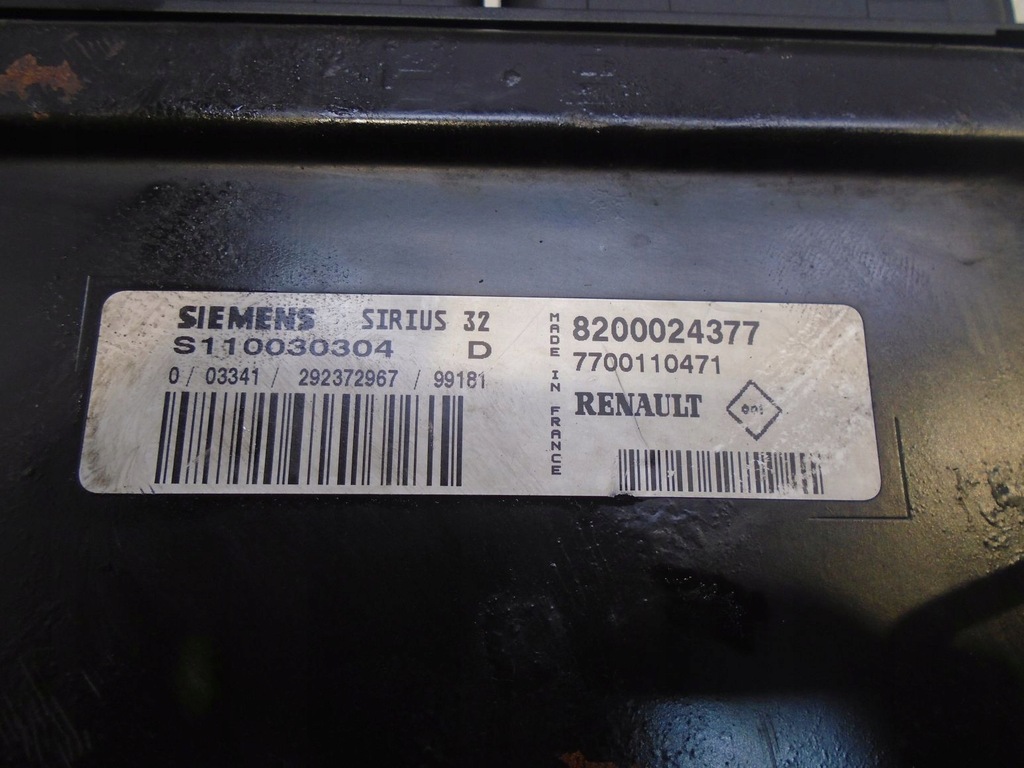 SIEMENS SIRIUS 32
S110030304 D
0/ 03341 / 292372967 / 99181
MADE IN FRANCE
8200024377
7700110471
RENAULT